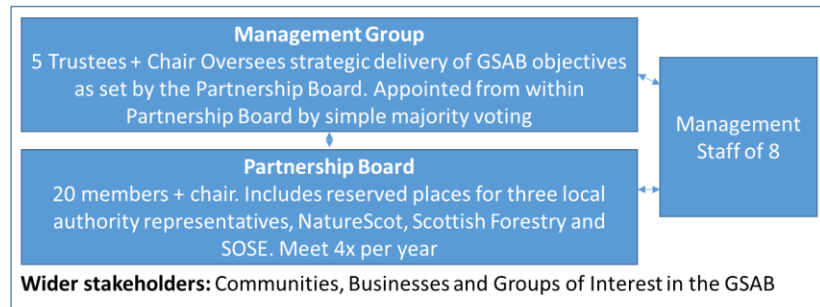 Management Group
5 Trustees + Chair Oversees strategic delivery of GSAB objectives
as set by the Partnership Board. Appointed from within
Partnership Board by simple majority voting
Management
Staff of 8
Partnership Board
20 members + chair. Includes reserved places for three local
authority representatives, NatureScot, Scottish Forestry and
SOSE. Meet 4x per year
Wider stakeholders: Communities, Businesses and Groups of Interest in the GSAB